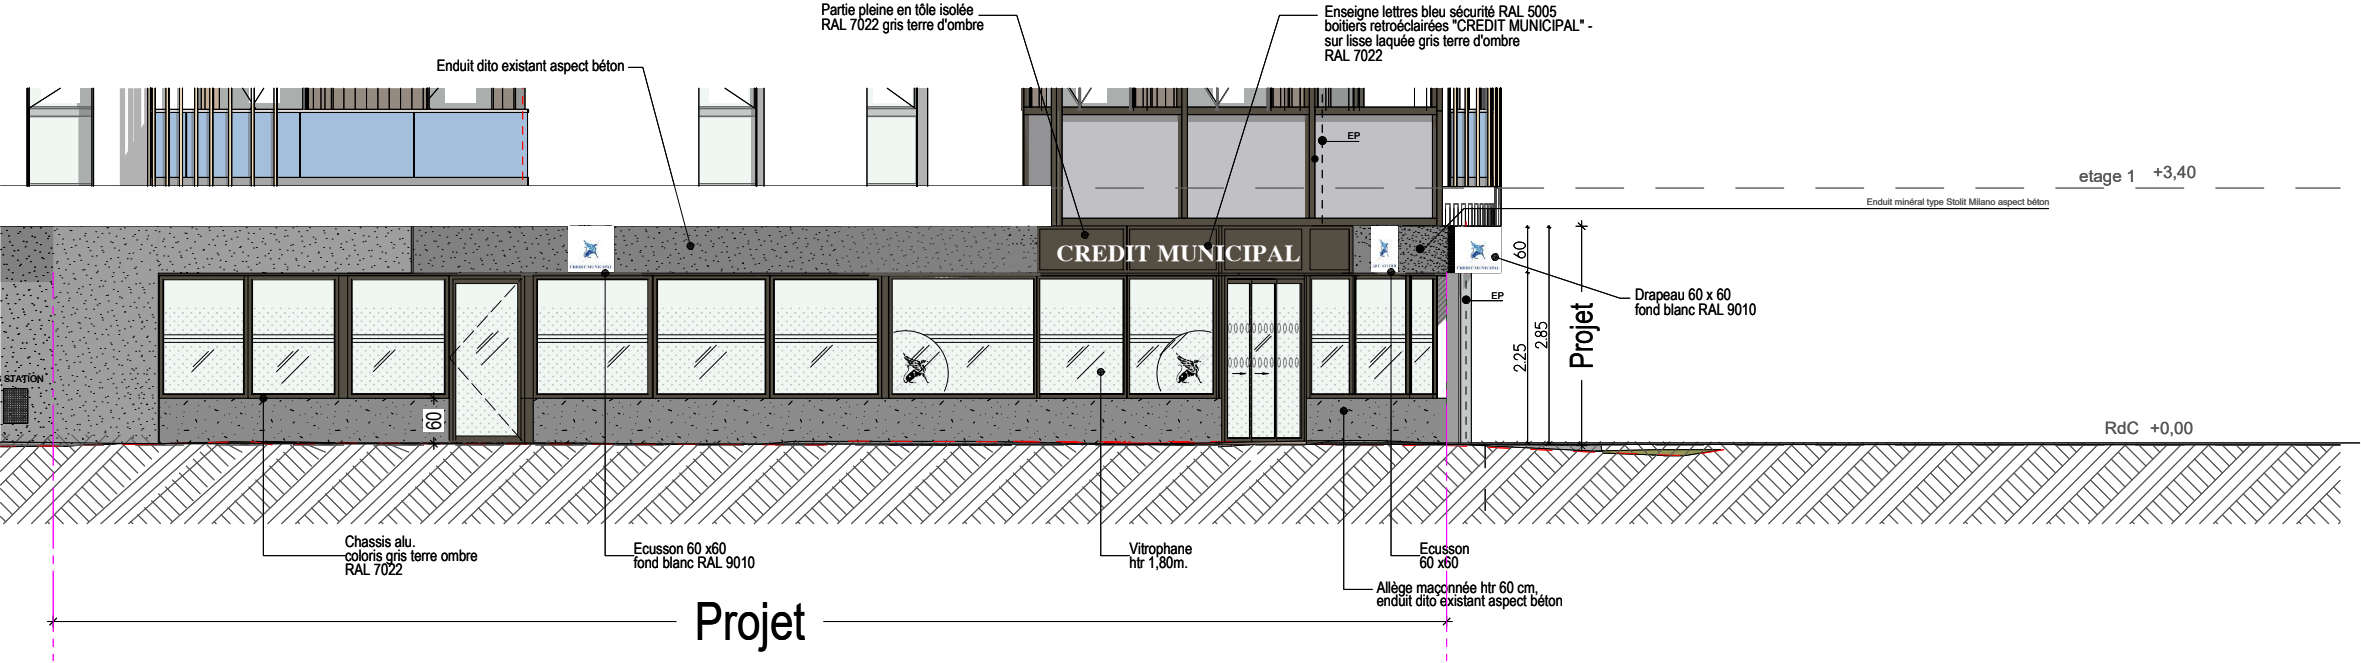 Partie pleine en tôle isolée
RAL 7022 gris terre d'ombre
Enseigne lettres bleu sécurité RAL 5005
boitiers retroéclairées "CREDIT MUNICIPAL" -
sur lisse laquée gris terre d'ombre
RAL 7022
Enduit dito existant aspect béton
EP
etage 1 +3,40
Enduit minéral type Stolit Milano aspect béton
CREDIT MUNICIPAL
CREDIT MUNICIPAL
CREDIT MUNICIPAL
60
EP
Drapeau 60 x 60
fond blanc RAL 9010
2.25
2.85
Projet
STATION
60
RdC +0,00
Chassis alu.
coloris gris terre ombre
RAL 7022
Ecusson 60 x60
fond blanc RAL 9010
Vitrophane
htr 1,80m.
Ecusson
60 x60
Allège maçonnée htr 60 cm,
enduit dito existant aspect béton
Projet